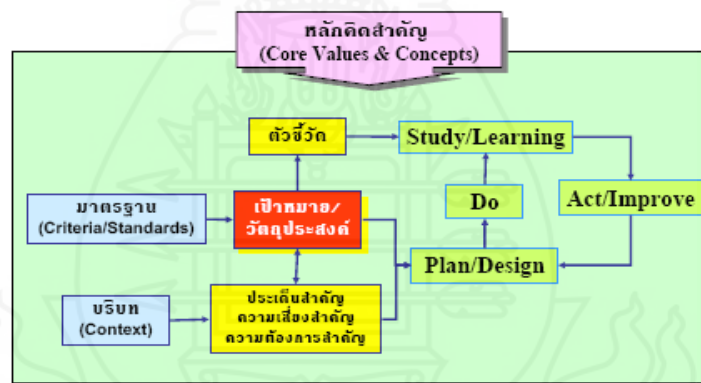 หลักคิดสำคัญ
(Core Values & Concepts)
ตัวชี้วัด
Study/Learning
มาตรฐาน
(Criteria/Standards)
เป้าหมาย/
วัตถุประสงค์
Do
Act/Improve
Plan/Design
บริบท
(Context)
ประเด็นสำคัญ
ความเสี่ยงสำคัญ
ความต้องการสำคัญ